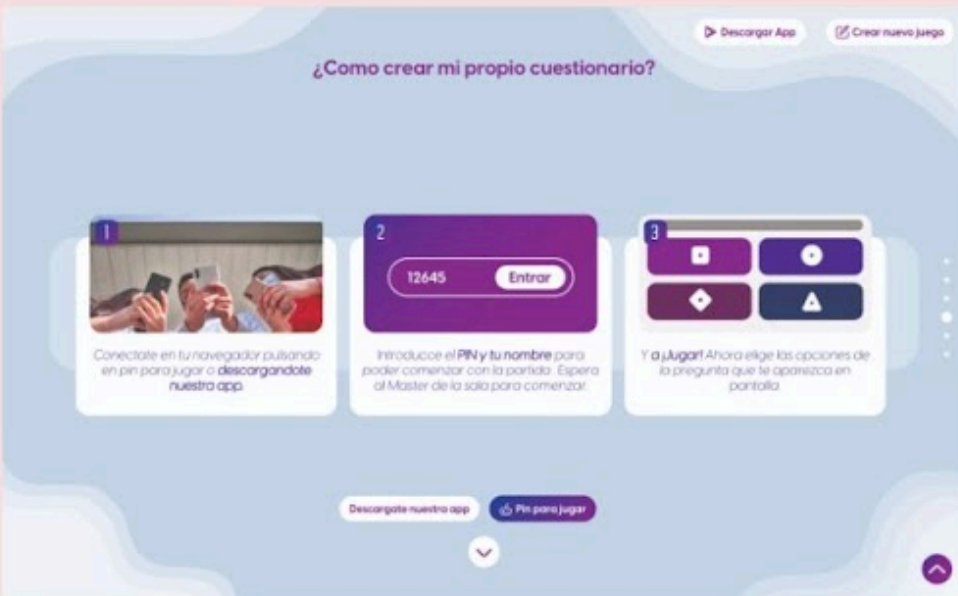 Descargar App
Crear nuevo juego
¿Como crear mi propio cuestionario?
1
Conectate en tu navegador pulsando
en pin para jugar o descargandote
nuestra app.
2
12645
Entrar
Introduce el PIN y tu nombre para
poder comenzar con la partida. Espera
al Master de la sala para comenzar.
3
Y a ¡Jugar! Ahora elige las opciones de
la pregunta que te aparezca en
pantalla
Descargate nuestra app
Pin para jugar